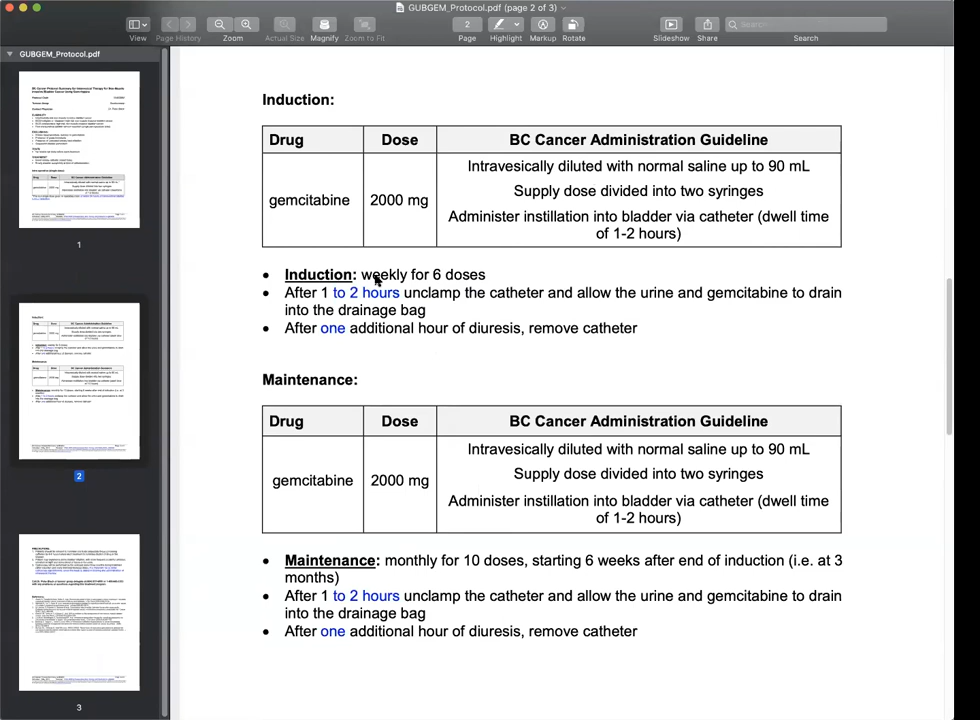 GUBGEM_Protocol.pdf (page 2 of 3)
View
Page History
Zoom
Actual Size
Magnify
Zoom to Fit
2
Page
Highlight
Markup
Rotate
Slideshow
Share
Search
Search
GUBGEM_Protocol.pdf
1
2
3
Induction:
Drug Dose BC Cancer Administration Guideline
gemcitabine 2000 mg
Intravesically diluted with normal saline up to 90 mL
Supply dose divided into two syringes
Administer instillation into bladder via catheter (dwell time
of 1-2 hours)
• Induction: weekly for 6 doses
• After 1 to 2 hours unclamp the catheter and allow the urine and gemcitabine to drain
into the drainage bag
• After one additional hour of diuresis, remove catheter
Maintenance:
Drug Dose BC Cancer Administration Guideline
gemcitabine 2000 mg
Intravesically diluted with normal saline up to 90 mL
Supply dose divided into two syringes
Administer instillation into bladder via catheter (dwell time
of 1-2 hours)
• Maintenance: monthly for 10 doses, starting 6 weeks after end of induction (i.e. at 3
months)
• After 1 to 2 hours unclamp the catheter and allow the urine and gemcitabine to drain
into the drainage bag
• After one additional hour of diuresis, remove catheter